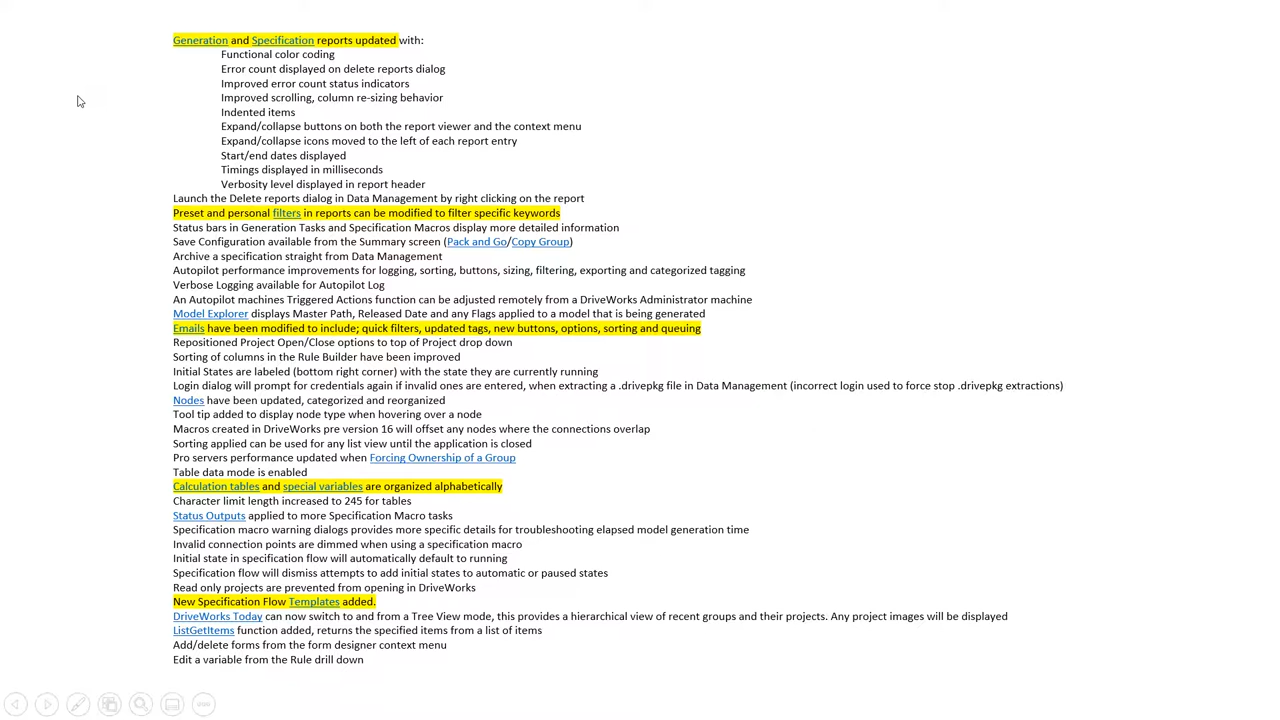 Generation and Specification reports updated with:
Functional color coding
Error count displayed on delete reports dialog
Improved error count status indicators
Improved scrolling, column re-sizing behavior
Indented items
Expand/collapse buttons on both the report viewer and the context menu
Expand/collapse icons moved to the left of each report entry
Start/end dates displayed
Timings displayed in milliseconds
Verbosity level displayed in report header
Launch the Delete reports dialog in Data Management by right clicking on the report
Preset and personal filters in reports can be modified to filter specific keywords
Status bars in Generation Tasks and Specification Macros display more detailed information
Save Configuration available from the Summary screen (Pack and Go/Copy Group)
Archive a specification straight from Data Management
Autopilot performance improvements for logging, sorting, buttons, sizing, filtering, exporting and categorized tagging
Verbose Logging available for Autopilot Log
An Autopilot machines Triggered Actions function can be adjusted remotely from a DriveWorks Administrator machine
Model Explorer displays Master Path, Released Date and any Flags applied to a model that is being generated
Emails have been modified to include; quick filters, updated tags, new buttons, options, sorting and queuing
Repositioned Project Open/Close options to top of Project drop down
Sorting of columns in the Rule Builder have been improved
Initial States are labeled (bottom right corner) with the state they are currently running
Login dialog will prompt for credentials again if invalid ones are entered, when extracting a .drivepkg file in Data Management (incorrect login used to force stop .drivepkg extractions)
Nodes have been updated, categorized and reorganized
Tool tip added to display node type when hovering over a node
Macros created in DriveWorks pre version 16 will offset any nodes where the connections overlap
Sorting applied can be used for any list view until the application is closed
Pro servers performance updated when Forcing Ownership of a Group
Table data mode is enabled
Calculation tables and special variables are organized alphabetically
Character limit length increased to 245 for tables
Status Outputs applied to more Specification Macro tasks
Specification macro warning dialogs provides more specific details for troubleshooting elapsed model generation time
Invalid connection points are dimmed when using a specification macro
Initial state in specification flow will automatically default to running
Specification flow will dismiss attempts to add initial states to automatic or paused states
Read only projects are prevented from opening in DriveWorks
New Specification Flow Templates added.
DriveWorks Today can now switch to and from a Tree View mode, this provides a hierarchical view of recent groups and their projects. Any project images will be displayed
ListGetItems function added, returns the specified items from a list of items
Add/delete forms from the form designer context menu
Edit a variable from the Rule drill down